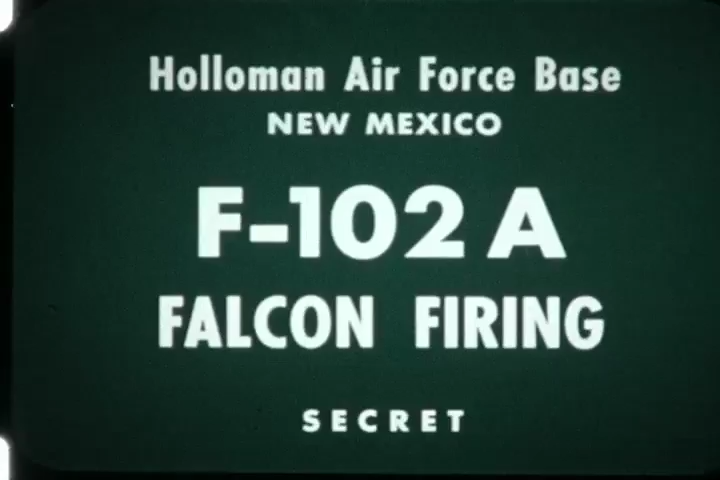 Holloman Air Force Base
NEW MEXICO
F-102 A
FALCON FIRING
SECRET